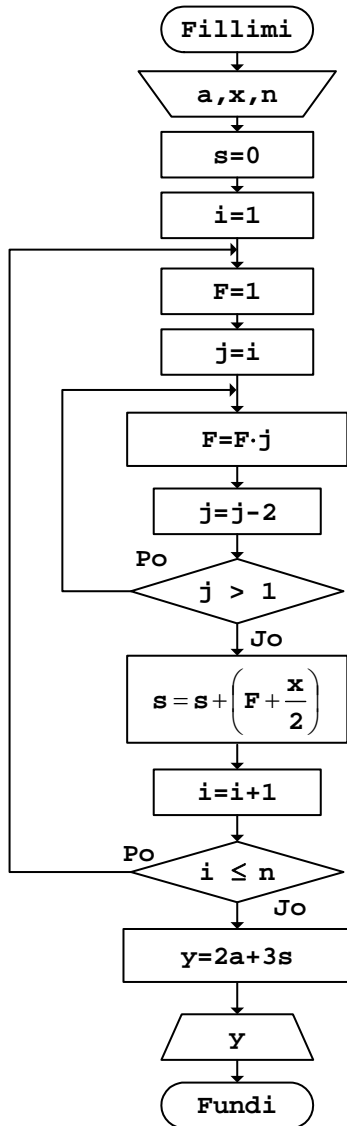 Fillimi
a,x,n
s=0
i=1
F=1
j=i
F=F·j
j=j-2
Po
j > 1
Jo
s = s + (F + x/2)
i=i+1
Po
i ≤ n
Jo
y=2a+3s
y
Fundi